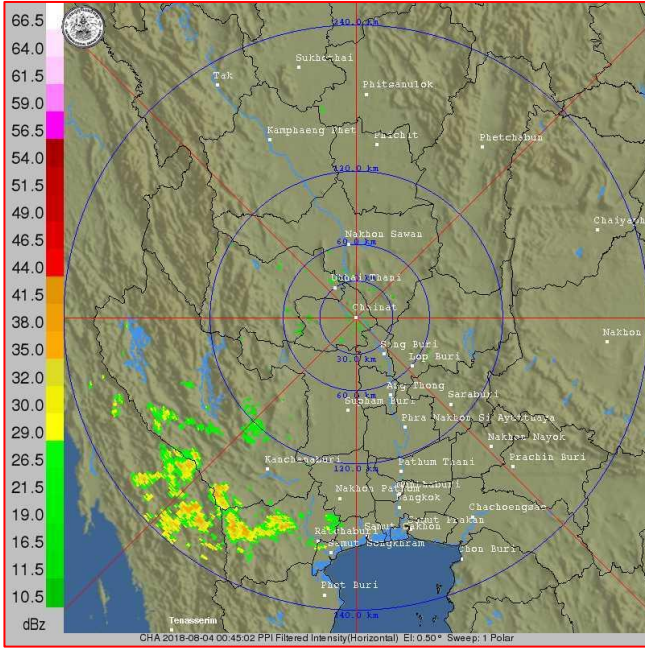 66.5
64.0
61.5
59.0
56.5
54.0
51.5
49.0
46.5
44.0
41.5
38.0
35.0
32.0
30.0
29.0
26.5
21.5
19.0
16.5
11.5
10.5
dBz
240.0 km
Sukhothai
Tak
Phitsanulok
Kamphaeng Phet
Phichit
Phetchabun
120.0 km
Chaiyaph
Nakhon Sawan
60.0 km
Uthai Thani
Chainat
Nakhon
Sing Buri
30.0 km
Lop Buri
60.0 km
Ang Thong
Saraburi
Suphan Buri
Phra Nakhon Si Ayutthaya
Nakhon Nayok
120.0 km
Kanchanaburi
Pathum Thani
Prachin Buri
Nakhon Pathom
Bangkok
Chachoengsao
Samut Prakan
Ratchaburi
Samut Sakhon
Samut Songkhram
Chon Buri
Phet Buri
240.0 km
Tenasserim
CHA 2018-08-04 00:45:02 PPI Filtered Intensity(Horizontal) El: 0.50° Sweep: 1 Polar